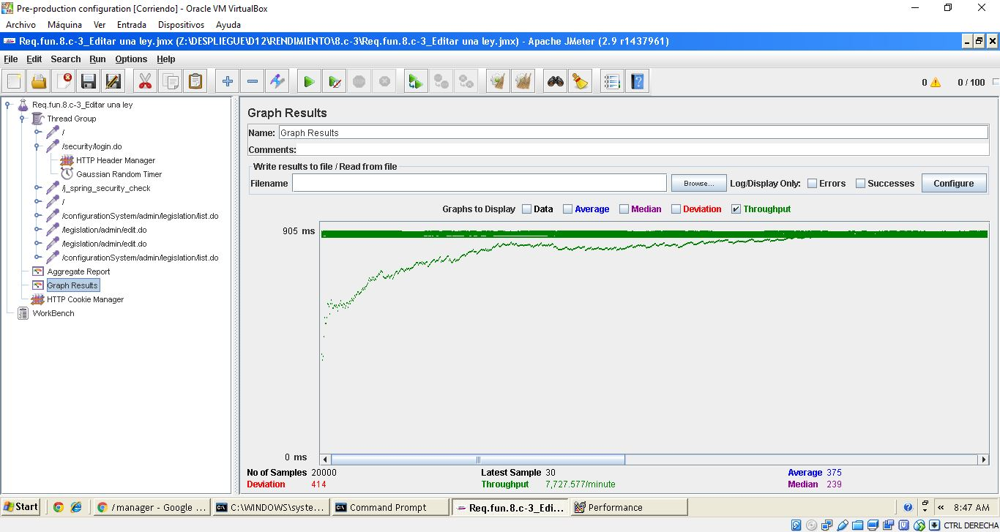 Pre-production configuration [Corriendo] - Oracle VM VirtualBox
Archivo Máquina Ver Entrada Dispositivos Ayuda
Req.fun.8.c-3_Editar una ley.jmx (Z:\DESPLIEGUE\D12\RENDIMIENTO\8.c-3\Req.fun.8.c-3_Editar una ley.jmx) - Apache JMeter (2.9 r1437961)
File Edit Search Run Options Help
0 0 / 100
Req.fun.8.c-3_Editar una ley
Thread Group
/
/security/login.do
HTTP Header Manager
Gaussian Random Timer
/j_spring_security_check
/
/configurationSystem/admin/legislation/list.do
/legislation/admin/edit.do
/legislation/admin/edit.do
/configurationSystem/admin/legislation/list.do
Aggregate Report
Graph Results
HTTP Cookie Manager
WorkBench
Graph Results
Name: Graph Results
Comments:
Write results to file / Read from file
Filename Browse... Log/Display Only: Errors Successes Configure
Graphs to Display Data Average Median Deviation Throughput
905 ms
0 ms
No of Samples 20000 Latest Sample 30 Average 375
Deviation 414 Throughput 7,727.577/minute Median 239
Start /manager - Google ... C:\WINDOWS\syste... Command Prompt Req.fun.8.c-3_Edi... Performance « 8:47 AM
CTRL DERECHA